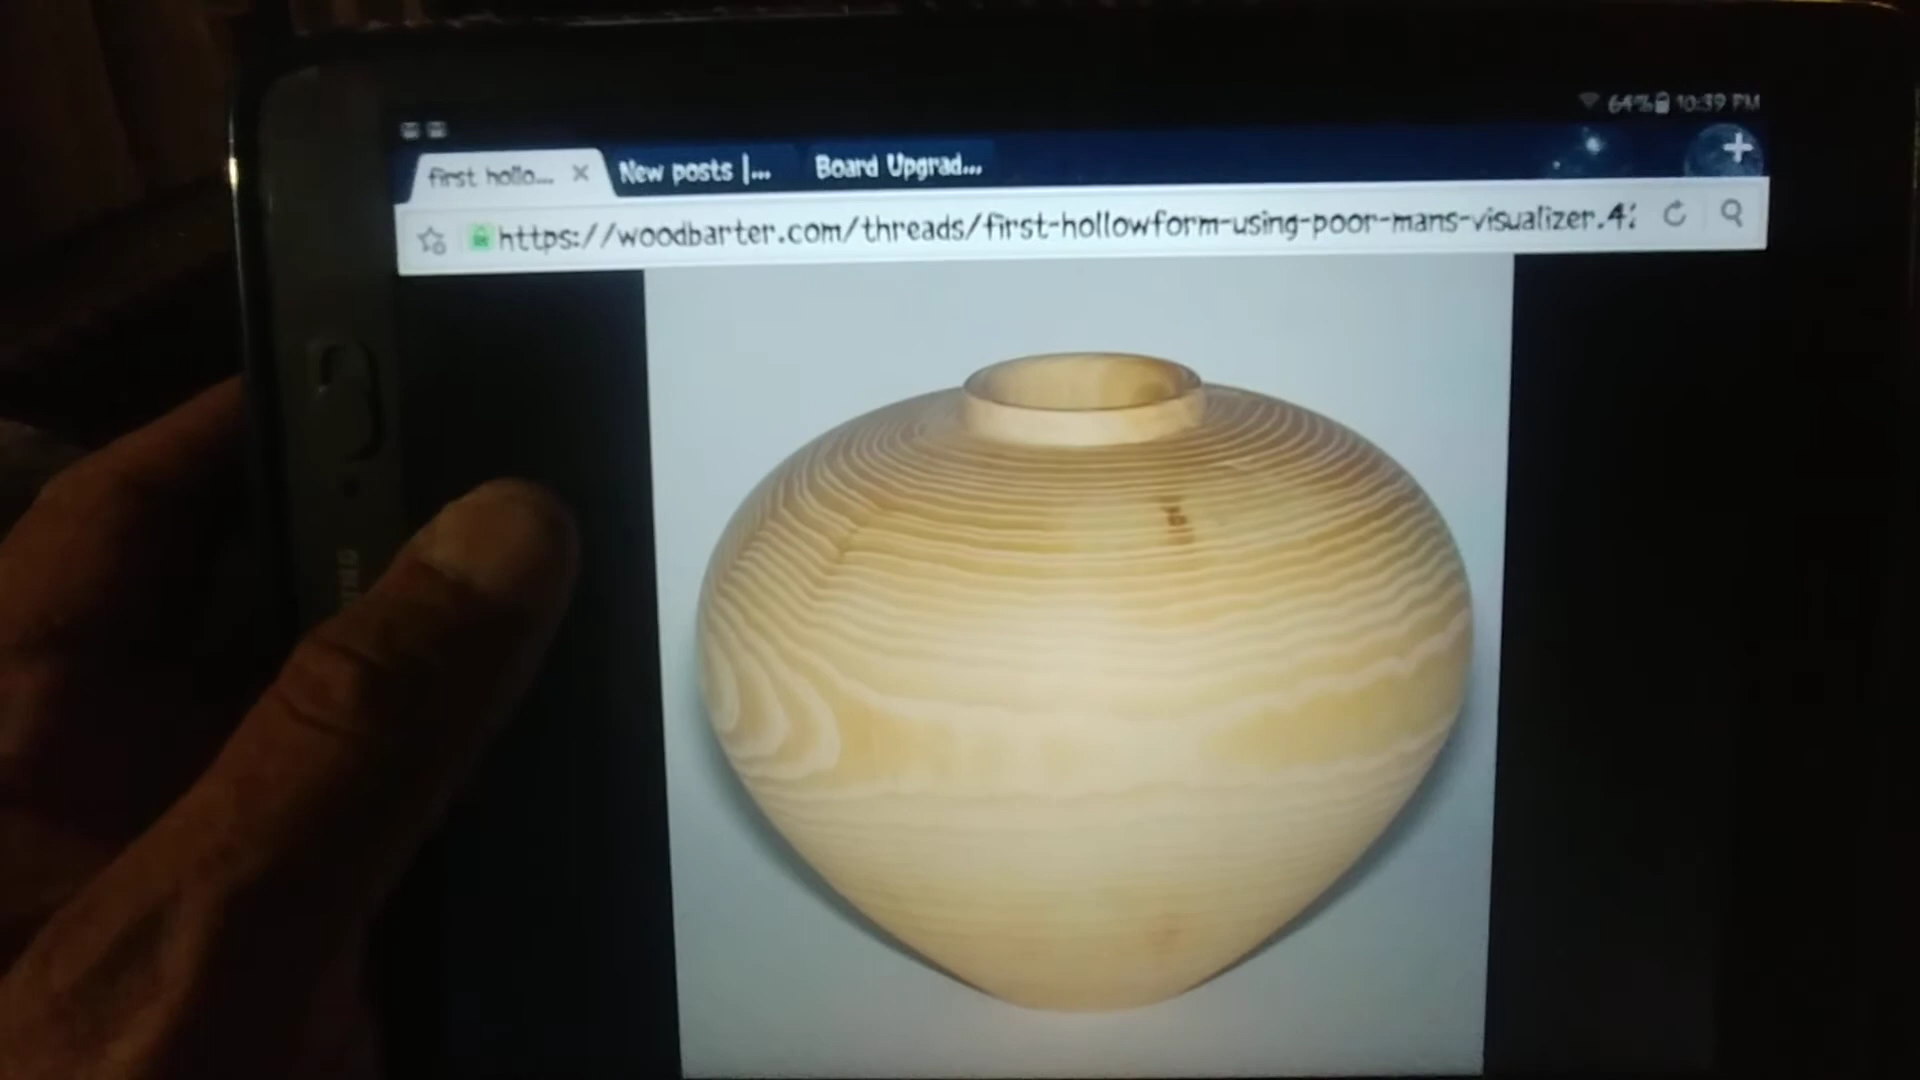 64% 10:39 PM
first hollo... × New posts |... Board Upgrad... +
https://woodbarter.com/threads/first-hollowform-using-poor-mans-visualizer.4